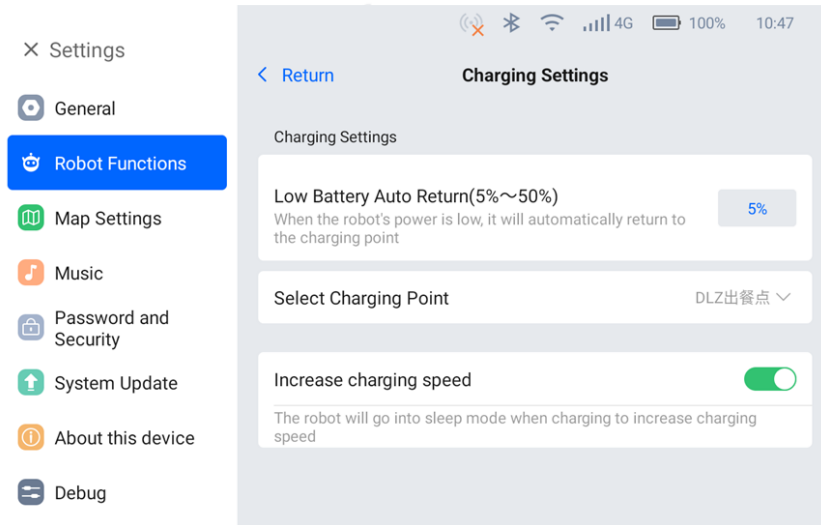 4G 100% 10:47
Settings
Return
Charging Settings
General
Charging Settings
Robot Functions
Low Battery Auto Return(5%～50%)
5%
When the robot's power is low, it will automatically return to
the charging point
Map Settings
Music
Select Charging Point
DLZ出餐点
Password and
Security
System Update
Increase charging speed
The robot will go into sleep mode when charging to increase charging
speed
About this device
Debug